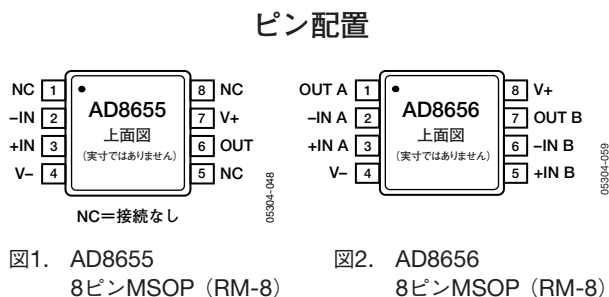 ピン配置
NC 1
–IN 2
+IN 3
V– 4
AD8655
上面図
(実寸ではありません)
8 NC
7 V+
6 OUT
5 NC
NC＝接続なし
05304-048
図1. AD8655
8ピンMSOP（RM-8）
OUT A 1
–IN A 2
+IN A 3
V– 4
AD8656
上面図
(実寸ではありません)
8 V+
7 OUT B
6 –IN B
5 +IN B
05304-059
図2. AD8656
8ピンMSOP（RM-8）